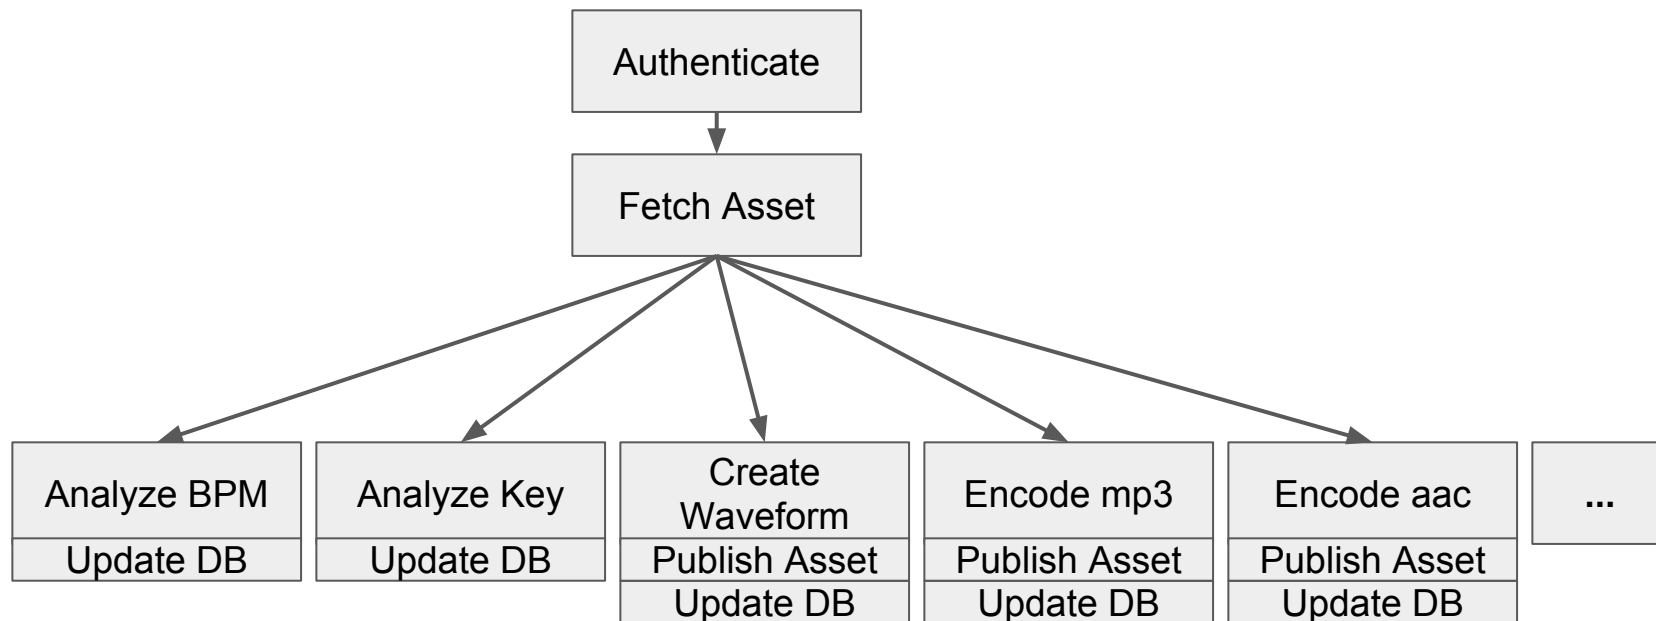 Authenticate
Fetch Asset
Analyze BPM
Update DB
Analyze Key
Update DB
Create
Waveform
Publish Asset
Update DB
Encode mp3
Publish Asset
Update DB
Encode aac
Publish Asset
Update DB
...